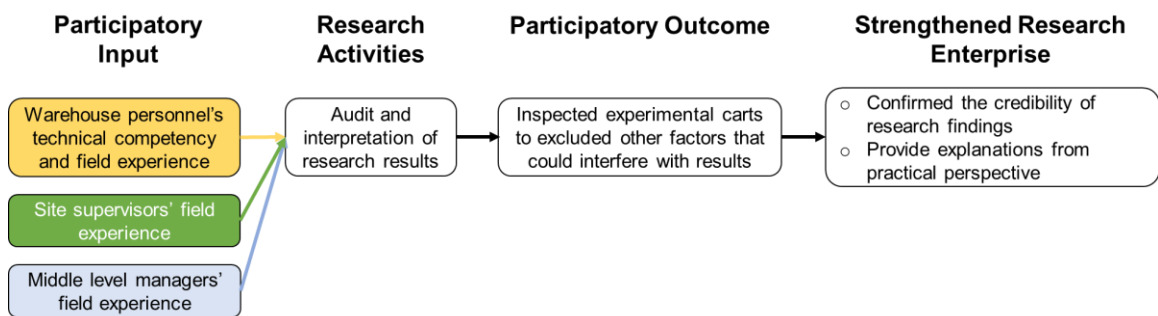 Participatory
Input
Research
Activities
Participatory Outcome
Strengthened Research
Enterprise
Warehouse personnel's
technical competency
and field experience
Site supervisors' field
experience
Middle level managers'
field experience
Audit and
interpretation of
research results
Inspected experimental carts
to excluded other factors that
could interfere with results
o Confirmed the credibility of
research findings
o Provide explanations from
practical perspective